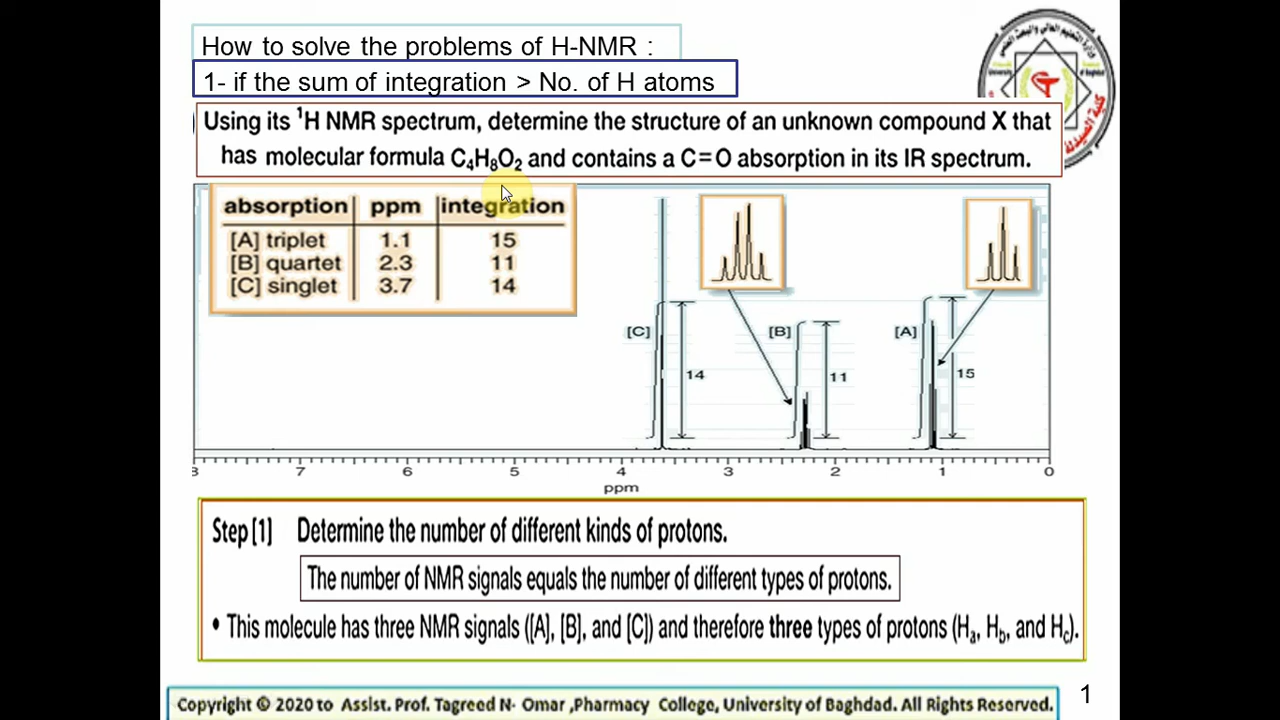 How to solve the problems of H-NMR :
1- if the sum of integration > No. of H atoms
Using its ¹H NMR spectrum, determine the structure of an unknown compound X that
has molecular formula C₄H₈O₂ and contains a C=O absorption in its IR spectrum.
absorption ppm integration
[A] triplet 1.1 15
[B] quartet 2.3 11
[C] singlet 3.7 14
[C] [B] [A]
14 11 15
8 7 6 5 4 3 2 1 0
ppm
Step [1] Determine the number of different kinds of protons.
The number of NMR signals equals the number of different types of protons.
• This molecule has three NMR signals ([A], [B], and [C]) and therefore three types of protons (Hₐ, H_b, and H_c).
Copyright © 2020 to Assist. Prof. Tagreed N- Omar ,Pharmacy College, University of Baghdad. All Rights Reserved.
1